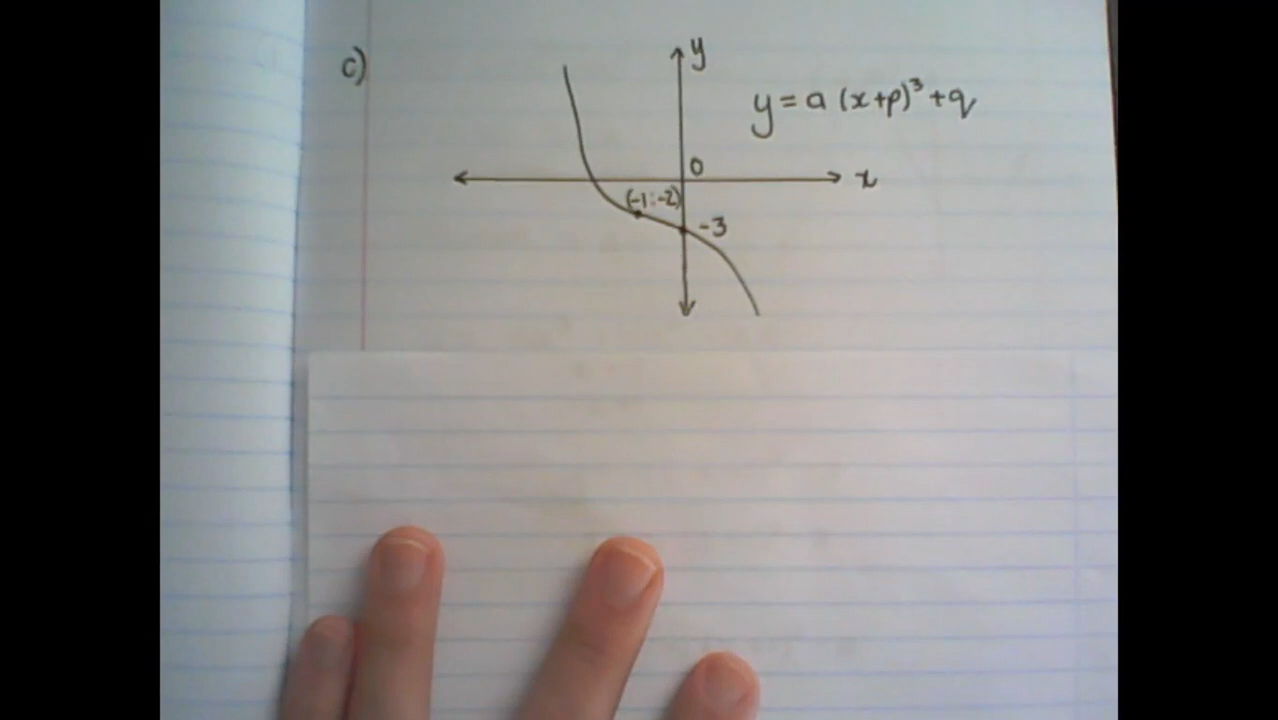 c)
y
y = a (x+p)³ + q
0
x
(-1;-2)
-3